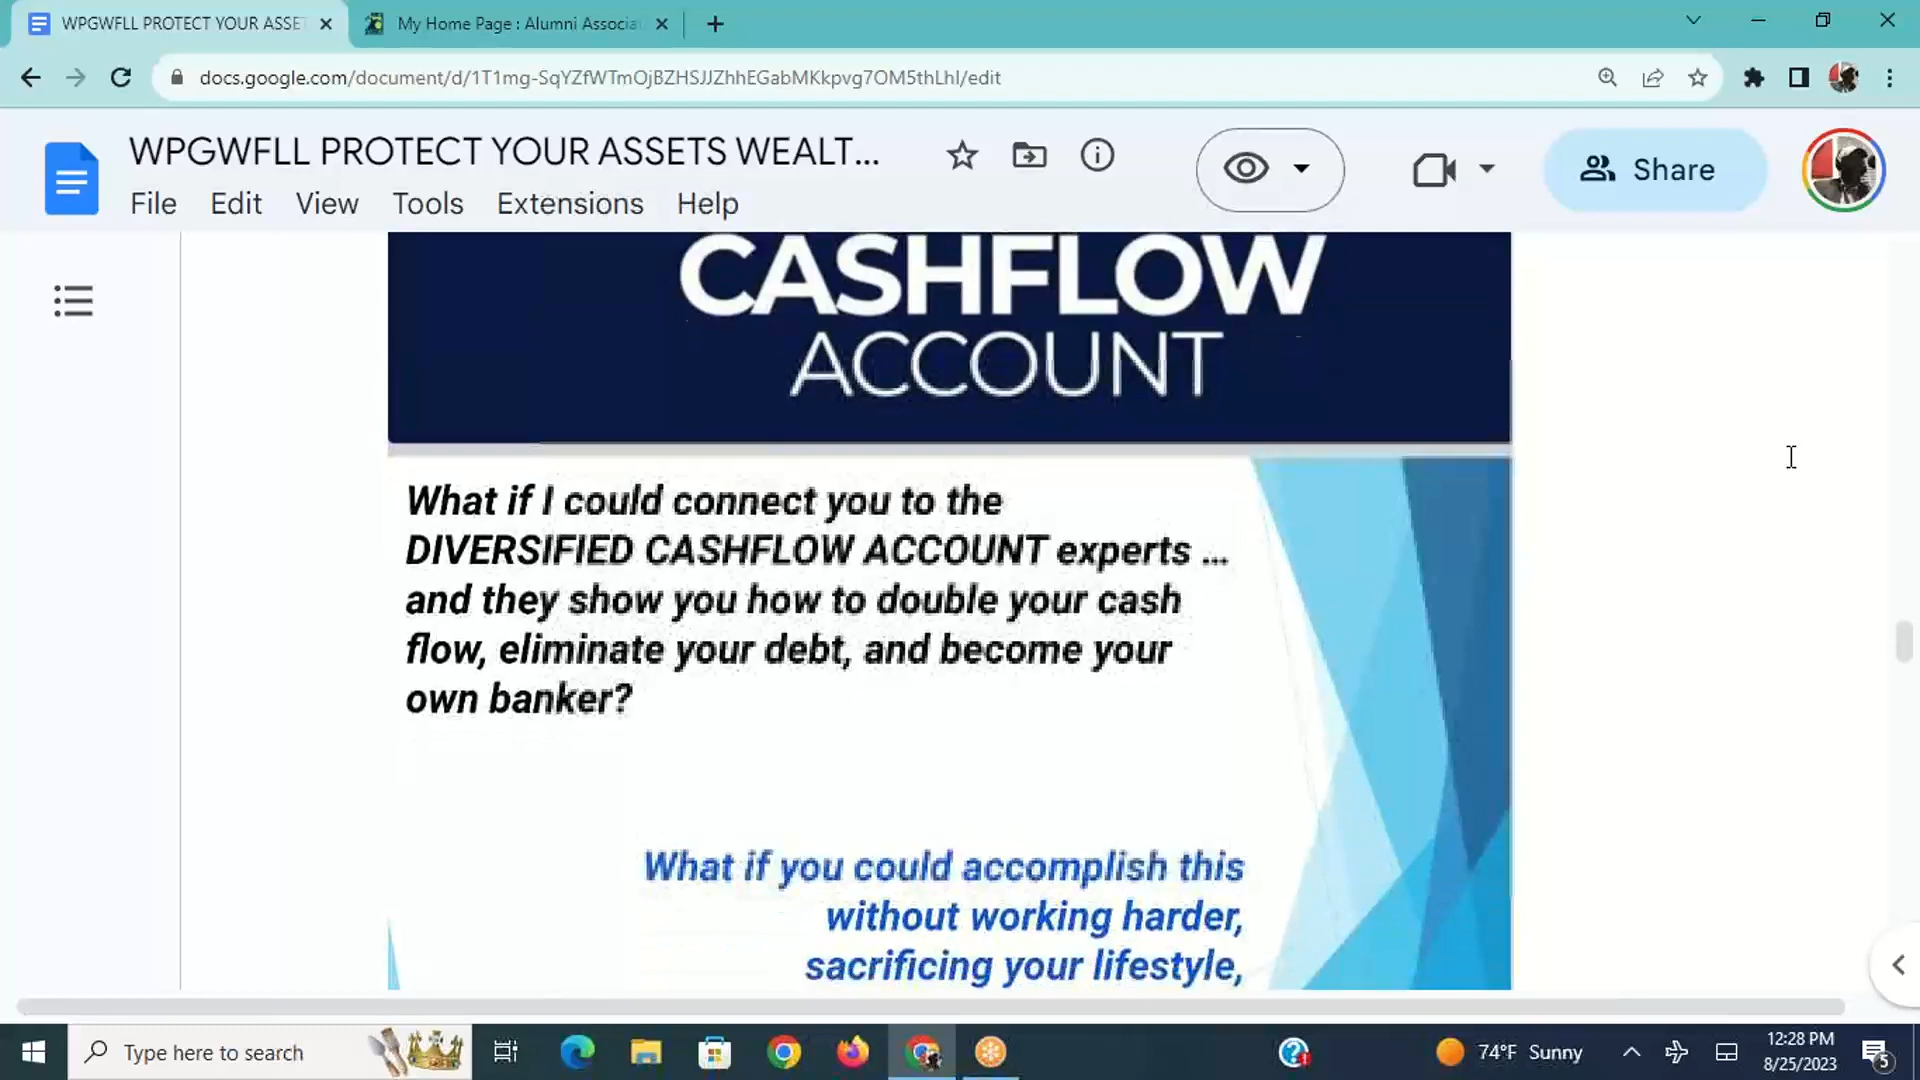 WPGWFLL PROTECT YOUR ASSE
My Home Page : Alumni Associa
docs.google.com/document/d/1T1mg-SqYZfWTmOjBZHSJJZhhEGabMKkpvg7OM5thLhI/edit
WPGWFLL PROTECT YOUR ASSETS WEALT...
File Edit View Tools Extensions Help
Share
CASHFLOW
ACCOUNT
What if I could connect you to the
DIVERSIFIED CASHFLOW ACCOUNT experts ...
and they show you how to double your cash
flow, eliminate your debt, and become your
own banker?
What if you could accomplish this
without working harder,
sacrificing your lifestyle,
Type here to search
74°F Sunny
12:28 PM
8/25/2023
5